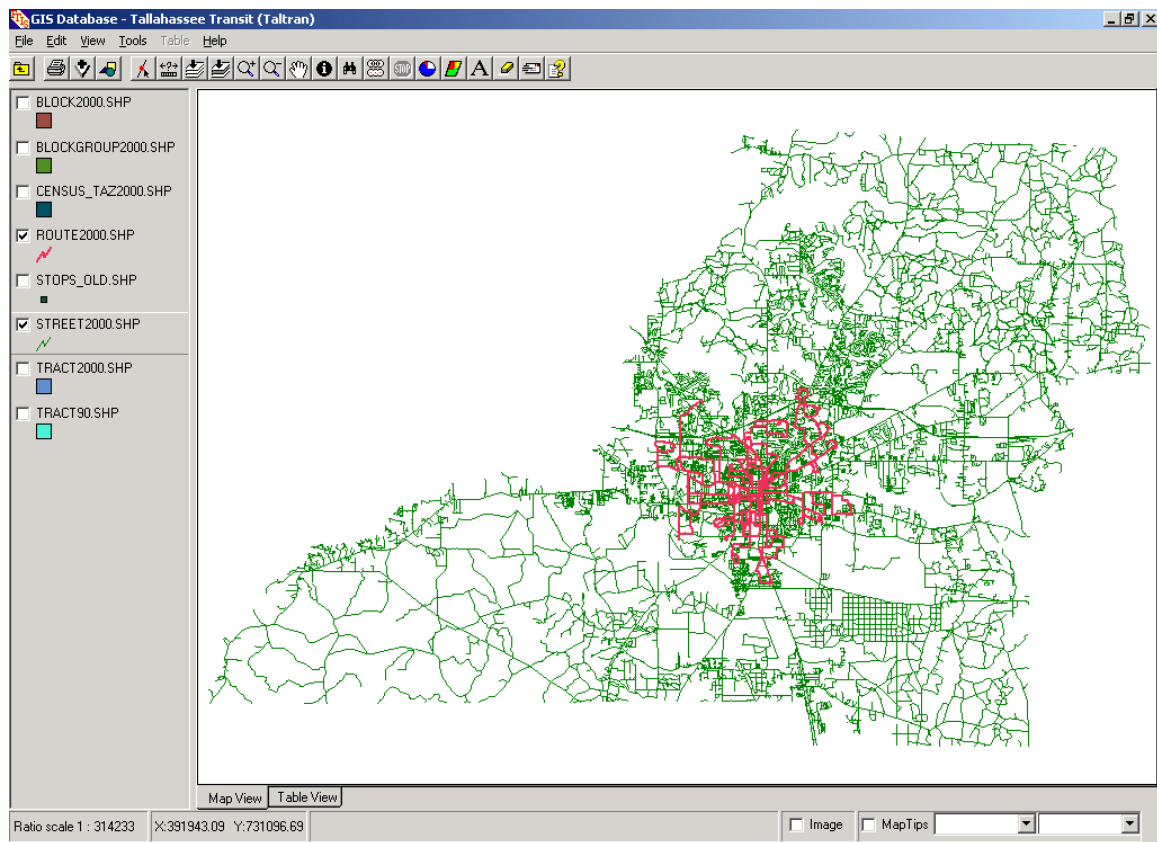 GIS Database - Tallahassee Transit (Taltran)
File Edit View Tools Table Help
STOP A
BLOCK2000.SHP
BLOCKGROUP2000.SHP
CENSUS_TAZ2000.SHP
ROUTE2000.SHP
STOPS_OLD.SHP
STREET2000.SHP
TRACT2000.SHP
TRACT90.SHP
Map View Table View
Ratio scale 1 : 314233 X:391943.09 Y:731096.69 Image MapTips